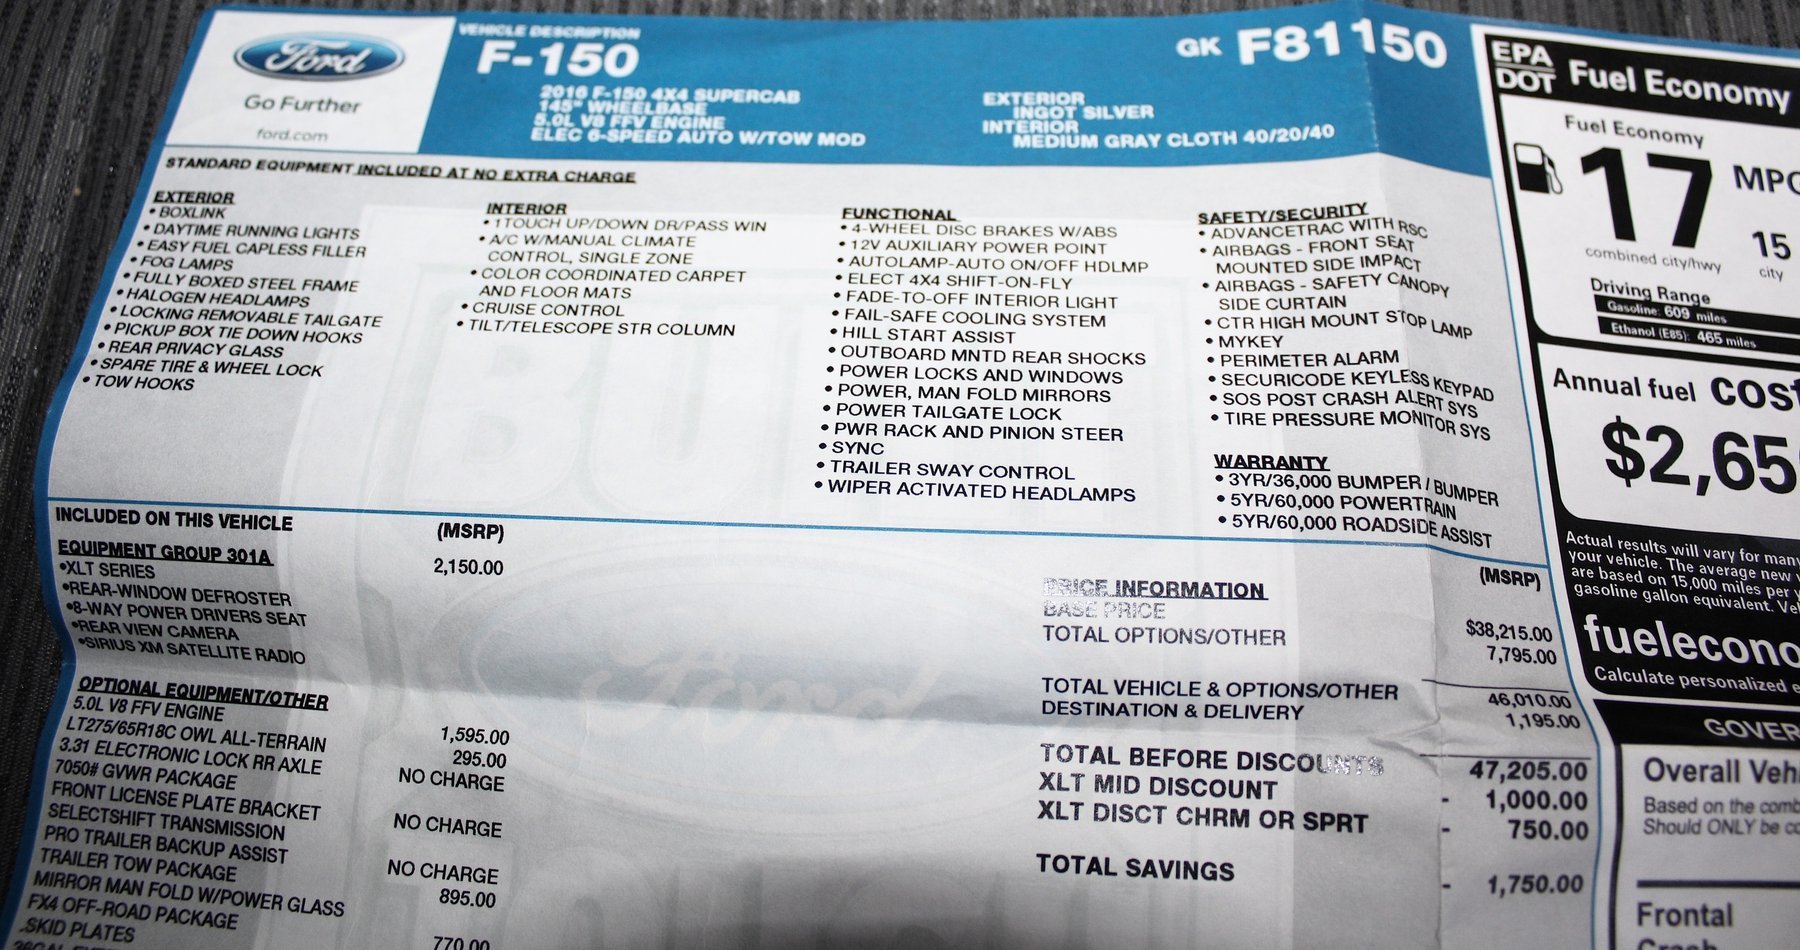 Ford
Go Further
ford.com
VEHICLE DESCRIPTION
F-150
2016 F-150 4X4 SUPERCAB
145" WHEELBASE
5.0L V8 FFV ENGINE
ELEC 6-SPEED AUTO W/TOW MOD
GK F81150
EXTERIOR
INGOT SILVER
INTERIOR
MEDIUM GRAY CLOTH 40/20/40
STANDARD EQUIPMENT INCLUDED AT NO EXTRA CHARGE
EXTERIOR
• BOXLINK
• DAYTIME RUNNING LIGHTS
• EASY FUEL CAPLESS FILLER
• FOG LAMPS
• FULLY BOXED STEEL FRAME
• HALOGEN HEADLAMPS
• LOCKING REMOVABLE TAILGATE
• PICKUP BOX TIE DOWN HOOKS
• REAR PRIVACY GLASS
• SPARE TIRE & WHEEL LOCK
• TOW HOOKS
INTERIOR
• 1TOUCH UP/DOWN DR/PASS WIN
• A/C W/MANUAL CLIMATE
CONTROL, SINGLE ZONE
• COLOR COORDINATED CARPET
AND FLOOR MATS
• CRUISE CONTROL
• TILT/TELESCOPE STR COLUMN
FUNCTIONAL
• 4-WHEEL DISC BRAKES W/ABS
• 12V AUXILIARY POWER POINT
• AUTOLAMP-AUTO ON/OFF HDLMP
• ELECT 4X4 SHIFT-ON-FLY
• FADE-TO-OFF INTERIOR LIGHT
• FAIL-SAFE COOLING SYSTEM
• HILL START ASSIST
• OUTBOARD MNTD REAR SHOCKS
• POWER LOCKS AND WINDOWS
• POWER, MAN FOLD MIRRORS
• POWER TAILGATE LOCK
• PWR RACK AND PINION STEER
• SYNC
• TRAILER SWAY CONTROL
• WIPER ACTIVATED HEADLAMPS
SAFETY/SECURITY
• ADVANCETRAC WITH RSC
• AIRBAGS - FRONT SEAT
MOUNTED SIDE IMPACT
• AIRBAGS - SAFETY CANOPY
SIDE CURTAIN
• CTR HIGH MOUNT STOP LAMP
• MYKEY
• PERIMETER ALARM
• SECURICODE KEYLESS KEYPAD
• SOS POST CRASH ALERT SYS
• TIRE PRESSURE MONITOR SYS
WARRANTY
• 3YR/36,000 BUMPER / BUMPER
• 5YR/60,000 POWERTRAIN
• 5YR/60,000 ROADSIDE ASSIST
INCLUDED ON THIS VEHICLE (MSRP)
EQUIPMENT GROUP 301A 2,150.00
•XLT SERIES
•REAR-WINDOW DEFROSTER
•8-WAY POWER DRIVERS SEAT
•REAR VIEW CAMERA
•SIRIUS XM SATELLITE RADIO
OPTIONAL EQUIPMENT/OTHER
5.0L V8 FFV ENGINE 1,595.00
LT275/65R18C OWL ALL-TERRAIN 295.00
3.31 ELECTRONIC LOCK RR AXLE NO CHARGE
7050# GVWR PACKAGE
FRONT LICENSE PLATE BRACKET NO CHARGE
SELECTSHIFT TRANSMISSION
PRO TRAILER BACKUP ASSIST NO CHARGE
TRAILER TOW PACKAGE 895.00
MIRROR MAN FOLD W/POWER GLASS
FX4 OFF-ROAD PACKAGE 770.00
.SKID PLATES
(MSRP)
PRICE INFORMATION
BASE PRICE $38,215.00
TOTAL OPTIONS/OTHER 7,795.00
TOTAL VEHICLE & OPTIONS/OTHER 46,010.00
DESTINATION & DELIVERY 1,195.00
TOTAL BEFORE DISCOUNTS 47,205.00
XLT MID DISCOUNT - 1,000.00
XLT DISCT CHRM OR SPRT - 750.00
TOTAL SAVINGS - 1,750.00
EPA
DOT
Fuel Economy
Fuel Economy
17 MPG
combined city/hwy
15
city
Driving Range
Gasoline: 609 miles
Ethanol (E85): 465 miles
Annual fuel cost
$2,65
Actual results will vary for many
your vehicle. The average new
are based on 15,000 miles per
gasoline gallon equivalent.
fuelecono
Calculate personalized
GOVER
Overall Vehi
Based on the comb
Should ONLY be co
Frontal
Crash